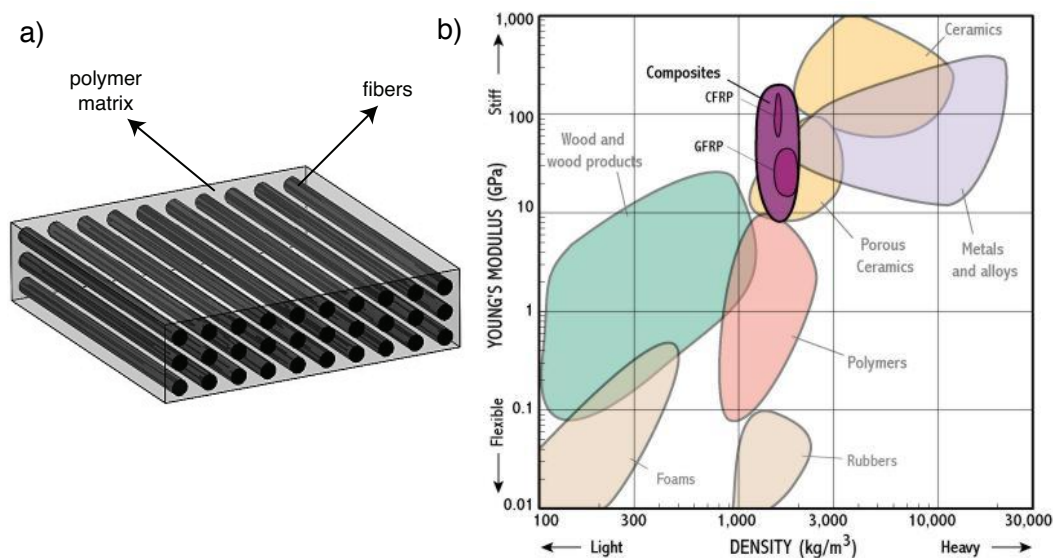 a)
polymer
matrix
fibers
b)
1,000
100
10
1
0.1
0.01
Stiff
YOUNG'S MODULUS (GPa)
Flexible
Ceramics
Composites
CFRP
GFRP
Wood and
wood products
Porous
Ceramics
Metals
and alloys
Polymers
Foams
Rubbers
100
300
1,000
3,000
10,000
30,000
Light
DENSITY (kg/m³)
Heavy